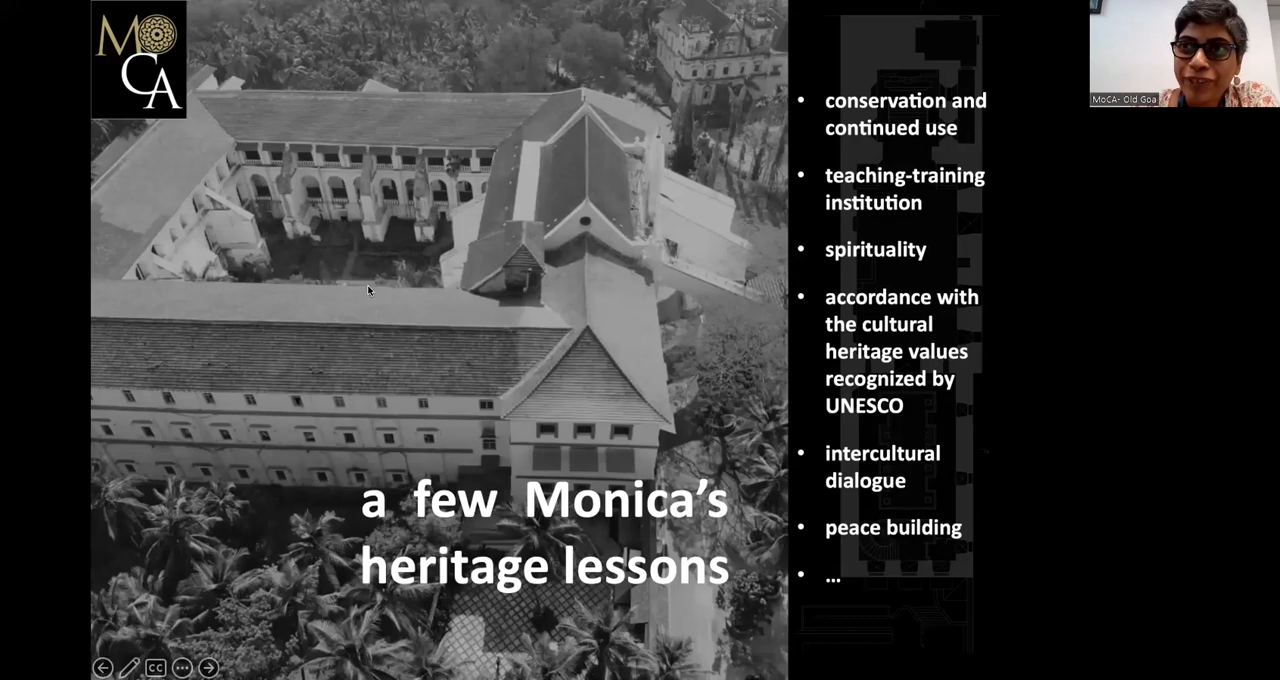 MOCA
a few Monica’s
heritage lessons
• conservation and
continued use
• teaching-training
institution
• spirituality
• accordance with
the cultural
heritage values
recognized by
UNESCO
• intercultural
dialogue
• peace building
• ...
MoCA- Old Goa
CC